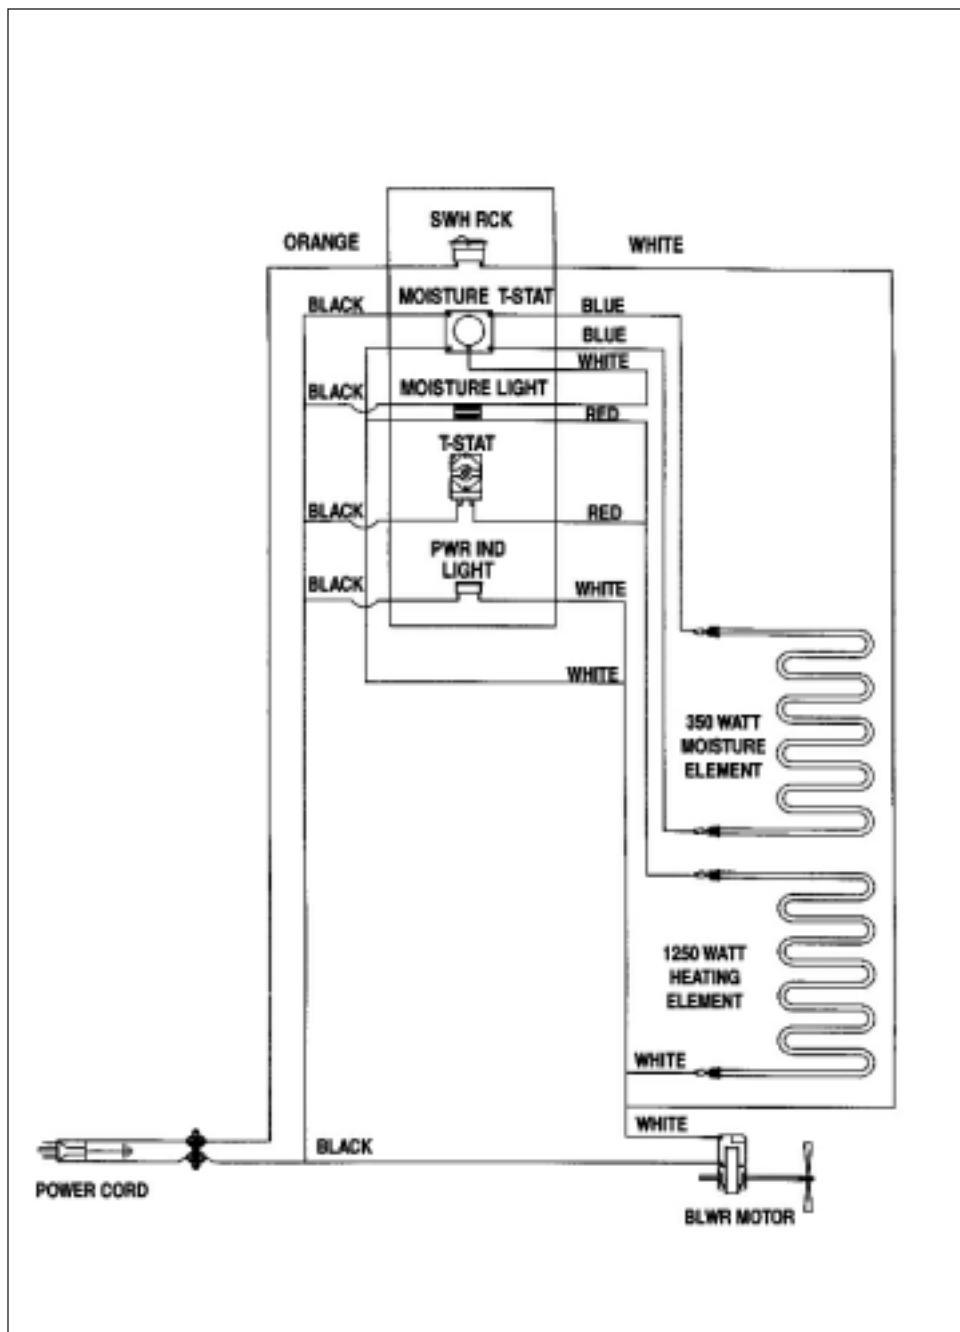 SWH RCK
ORANGE
WHITE
MOISTURE T-STAT
BLACK
BLUE
BLUE
WHITE
MOISTURE LIGHT
BLACK
RED
T-STAT
BLACK
RED
PWR IND
LIGHT
BLACK
WHITE
WHITE
350 WATT
MOISTURE
ELEMENT
1250 WATT
HEATING
ELEMENT
WHITE
WHITE
BLACK
POWER CORD
BLWR MOTOR